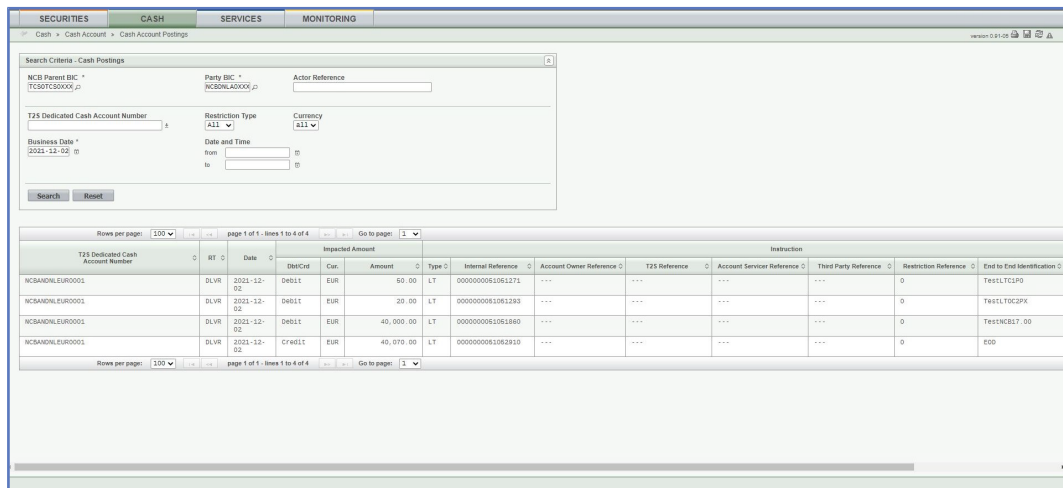 SECURITIES CASH SERVICES MONITORING
Cash » Cash Account » Cash Account Postings
version 0,91-05
Search Criteria - Cash Postings
NCB Parent BIC * Party BIC * Actor Reference
TCSOTCSOXXX NCBDNLAOXXX
T2S Dedicated Cash Account Number Restriction Type Currency
All all
Business Date * Date and Time
2021-12-02 from
to
Search Reset
Rows per page: 100 page 1 of 1 - lines 1 to 4 of 4 Go to page: 1
Impacted Amount Instruction
T2S Dedicated Cash Account Number RT Date Dbt/Crd Cur. Amount Type Internal Reference Account Owner Reference T2S Reference Account Servicer Reference Third Party Reference Restriction Reference End to End Identification
NCBANDNLEUR0001 DLVR 2021-12-02 Debit EUR LT 0000000051051271 --- --- --- --- 0 TestLTC1PO
NCBANDNLEUR0001 DLVR 2021-12-02 Debit EUR 20.00 LT 0000000051051293 --- --- --- --- 0 TestLTOC2PX
NCBANDNLEUR0001 DLVR 2021-12-02 Debit EUR 40,000.00 LT 0000000051051860 --- --- --- --- 0 TestNCB17.00
NCBANDNLEUR0001 DLVR 2021-12-02 Credit EUR 40,070.00 LT 0000000051052910 --- --- --- --- 0 EOD
Rows per page: 100 page 1 of 1 - lines 1 to 4 of 4 Go to page: 1